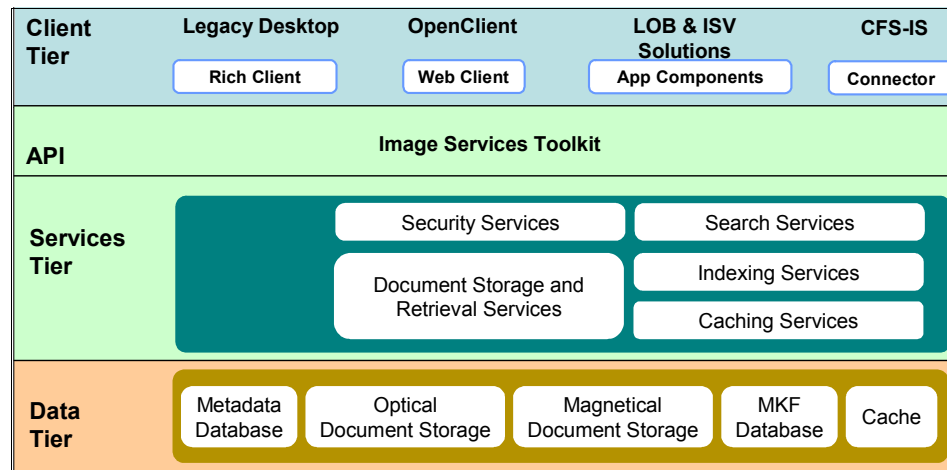 Client
Tier
Legacy Desktop
OpenClient
LOB & ISV
Solutions
CFS-IS
Rich Client
Web Client
App Components
Connector
API
Image Services Toolkit
Services
Tier
Security Services
Search Services
Document Storage and
Retrieval Services
Indexing Services
Caching Services
Data
Tier
Metadata
Database
Optical
Document Storage
Magnetical
Document Storage
MKF
Database
Cache